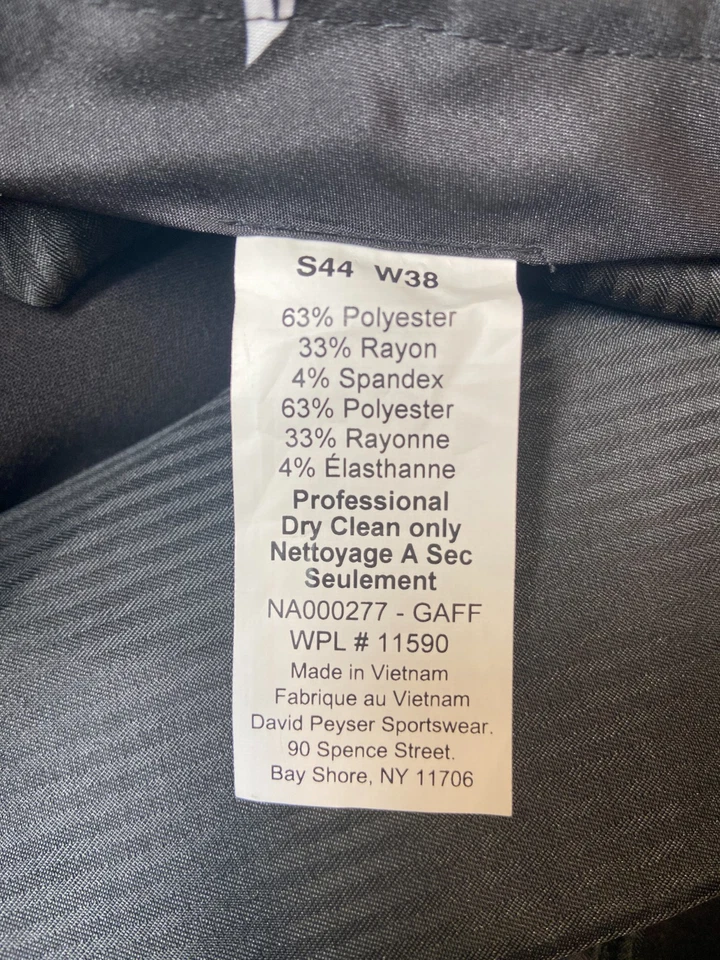 S44 W38
63% Polyester
33% Rayon
4% Spandex
63% Polyester
33% Rayonne
4% Élasthanne
Professional
Dry Clean only
Nettoyage A Sec
Seulement
NA000277 - GAFF
WPL # 11590
Made in Vietnam
Fabrique au Vietnam
David Peyser Sportswear.
90 Spence Street.
Bay Shore, NY 11706